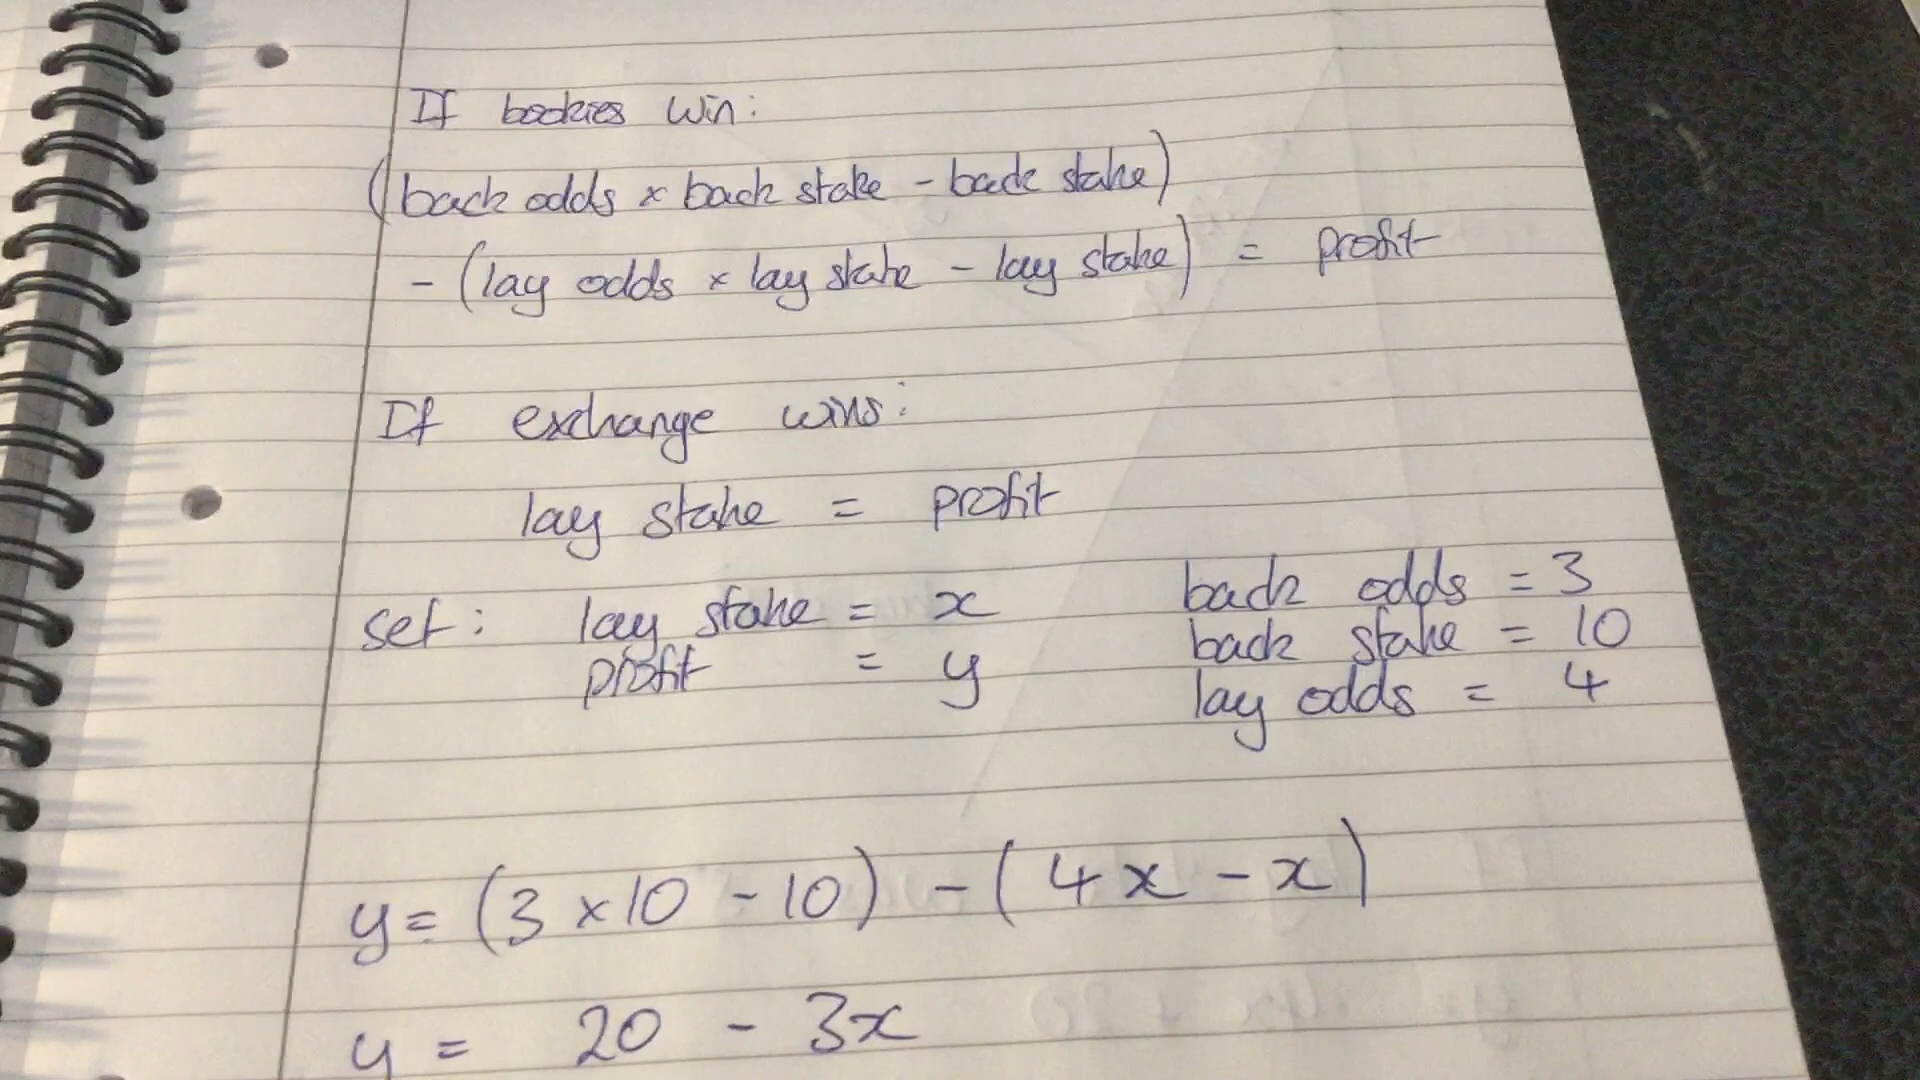 If bookies win:
(back odds × back stake - back stake)
- (lay odds × lay stake - lay stake) = profit
If exchange wins:
lay stake = profit
set: lay stake = x
profit = y
back odds = 3
back stake = 10
lay odds = 4
y = (3 × 10 - 10) - (4x - x)
y = 20 - 3x